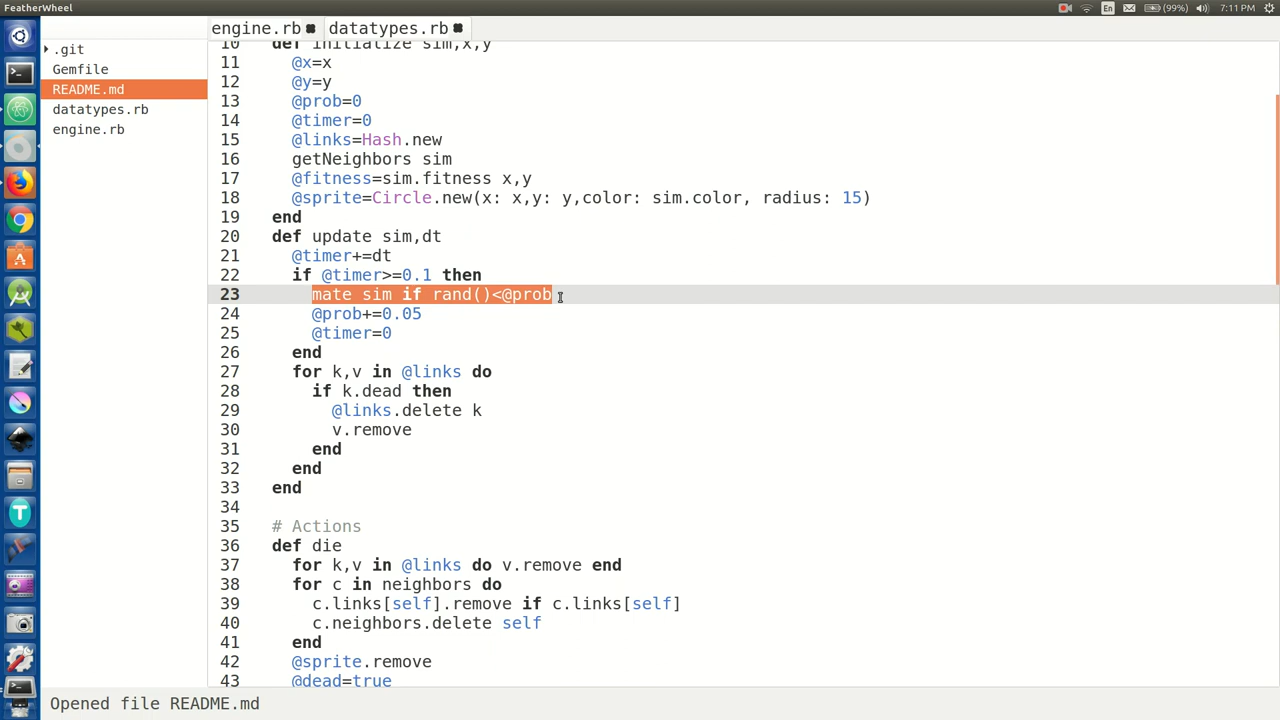 FeatherWheel
En (99%) 7:11 PM
engine.rb datatypes.rb
.git
Gemfile
README.md
datatypes.rb
engine.rb
10 def initialize sim,x,y
11 @x=x
12 @y=y
13 @prob=0
14 @timer=0
15 @links=Hash.new
16 getNeighbors sim
17 @fitness=sim.fitness x,y
18 @sprite=Circle.new(x: x,y: y,color: sim.color, radius: 15)
19 end
20 def update sim,dt
21 @timer+=dt
22 if @timer>=0.1 then
23 mate sim if rand()<@prob
24 @prob+=0.05
25 @timer=0
26 end
27 for k,v in @links do
28 if k.dead then
29 @links.delete k
30 v.remove
31 end
32 end
33 end
34
35 # Actions
36 def die
37 for k,v in @links do v.remove end
38 for c in neighbors do
39 c.links[self].remove if c.links[self]
40 c.neighbors.delete self
41 end
42 @sprite.remove
43 @dead=true
Opened file README.md